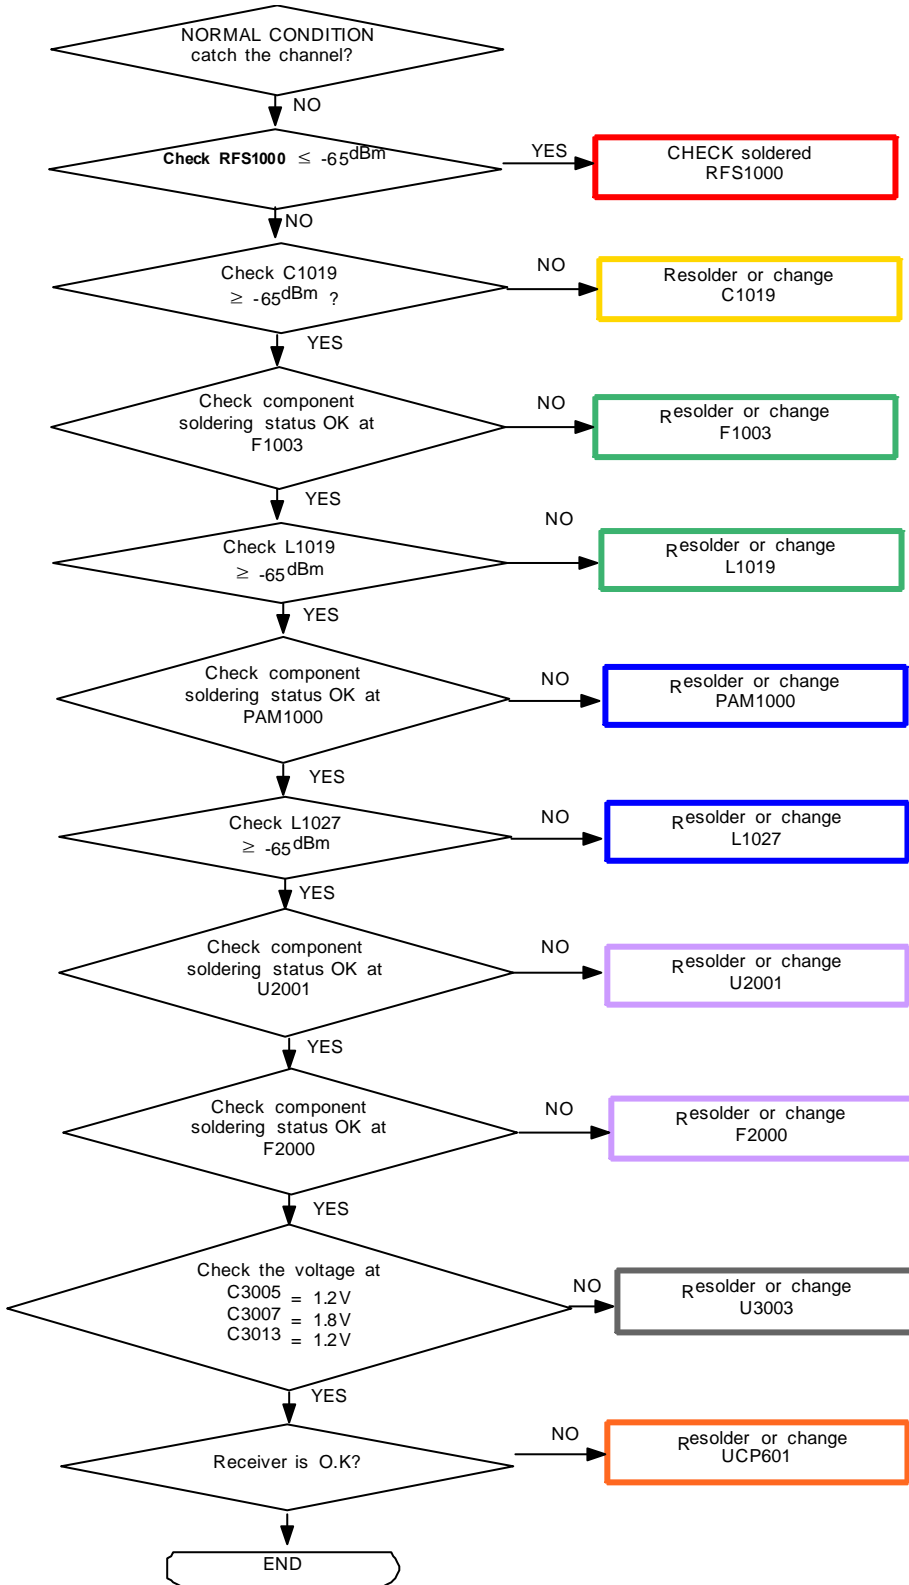 NORMAL CONDITION
catch the channel?
NO
Check RFS1000 ≤ -65dBm
YES
CHECK soldered
RFS1000
NO
Check C1019
≥ -65dBm ?
NO
Resolder or change
C1019
YES
Check component
soldering status OK at
F1003
NO
Resolder or change
F1003
YES
Check L1019
≥ -65dBm
NO
Resolder or change
L1019
YES
Check component
soldering status OK at
PAM1000
NO
Resolder or change
PAM1000
YES
Check L1027
≥ -65dBm
NO
Resolder or change
L1027
YES
Check component
soldering status OK at
U2001
NO
Resolder or change
U2001
YES
Check component
soldering status OK at
F2000
NO
Resolder or change
F2000
YES
Check the voltage at
C3005 = 1.2V
C3007 = 1.8V
C3013 = 1.2V
NO
Resolder or change
U3003
YES
Receiver is O.K?
NO
Resolder or change
UCP601
END